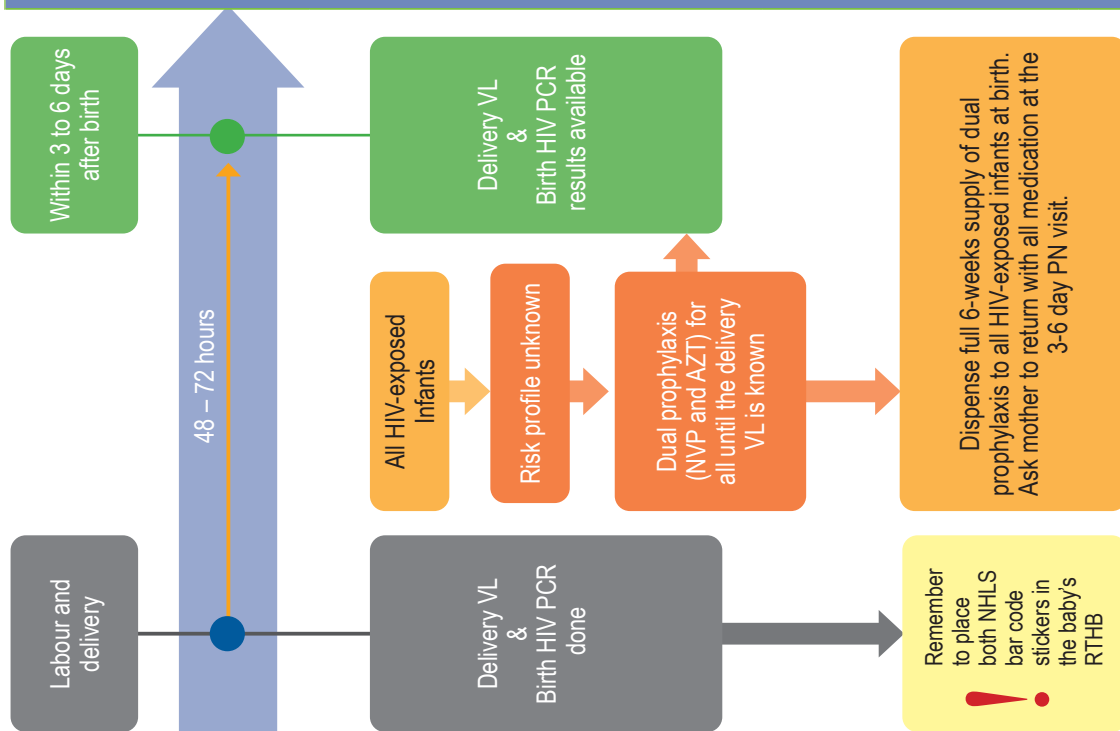 Labour and
delivery
Within 3 to 6 days
after birth
48 – 72 hours
Delivery VL
&
Birth HIV PCR
done
All HIV-exposed
Infants
Risk profile unknown
Dual prophylaxis
(NVP and AZT) for
all until the delivery
VL is known
Delivery VL
&
Birth HIV PCR
results available
Remember
to place
both NHLS
bar code
stickers in
the baby's
RTHB
Dispense full 6-weeks supply of dual
prophylaxis to all HIV-exposed infants at birth.
Ask mother to return with all medication at the
3-6 day PN visit.